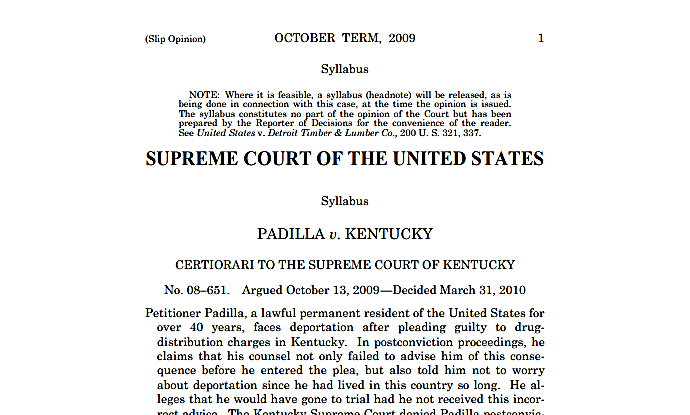 (Slip Opinion) OCTOBER TERM, 2009 1
Syllabus
NOTE: Where it is feasible, a syllabus (headnote) will be released, as is
being done in connection with this case, at the time the opinion is issued.
The syllabus constitutes no part of the opinion of the Court but has been
prepared by the Reporter of Decisions for the convenience of the reader.
See United States v. Detroit Timber & Lumber Co., 200 U. S. 321, 337.
SUPREME COURT OF THE UNITED STATES
Syllabus
PADILLA v. KENTUCKY
CERTIORARI TO THE SUPREME COURT OF KENTUCKY
No. 08–651. Argued October 13, 2009—Decided March 31, 2010
Petitioner Padilla, a lawful permanent resident of the United States for
over 40 years, faces deportation after pleading guilty to drug-
distribution charges in Kentucky. In postconviction proceedings, he
claims that his counsel not only failed to advise him of this conse-
quence before he entered the plea, but also told him not to worry
about deportation since he had lived in this country so long. He al-
leges that he would have gone to trial had he not received this incor-
rect advice. The Kentucky Supreme Court denied Padilla postconvic-